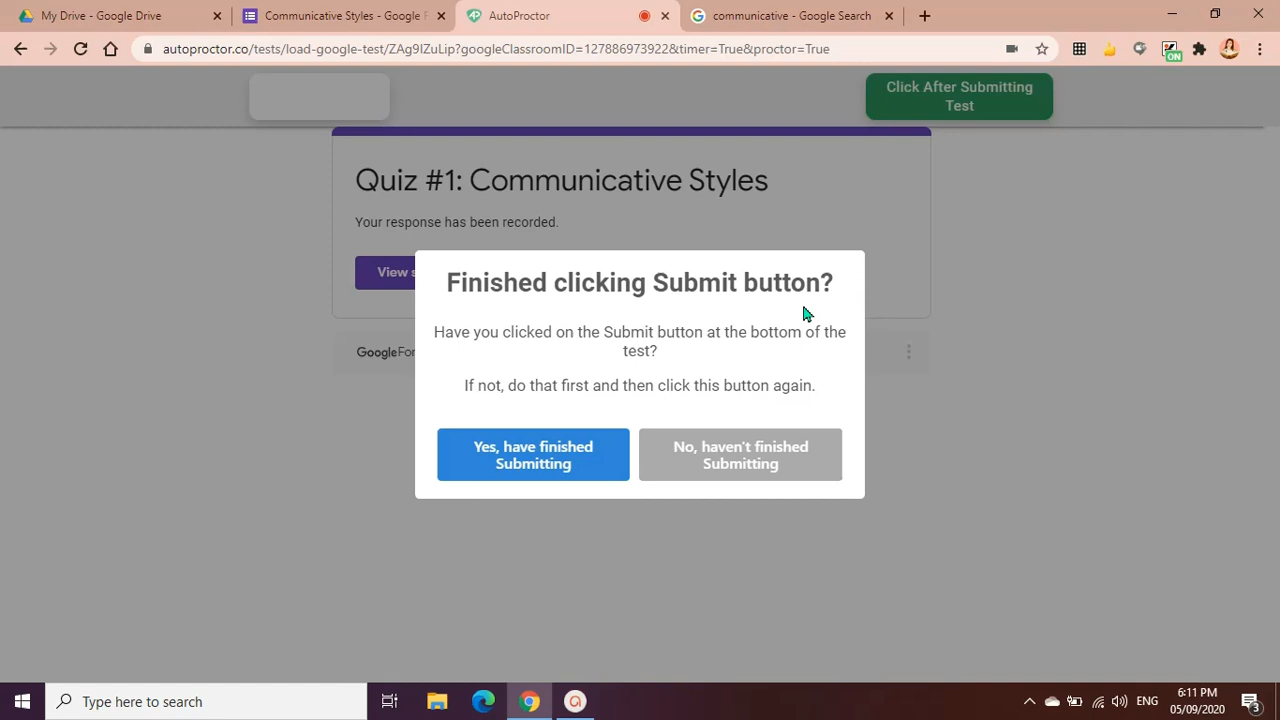 My Drive - Google Drive
Communicative Styles - Google F
AutoProctor
communicative - Google Search
autoproctor.co/tests/load-google-test/ZAg9IZuLip?googleClassroomID=127886973922&timer=True&proctor=True
ON
Click After Submitting
Test
Quiz #1: Communicative Styles
Your response has been recorded.
View s
Finished clicking Submit button?
Have you clicked on the Submit button at the bottom of the
test?
If not, do that first and then click this button again.
Google For
Yes, have finished
Submitting
No, haven't finished
Submitting
Type here to search
ENG
6:11 PM
05/09/2020
3